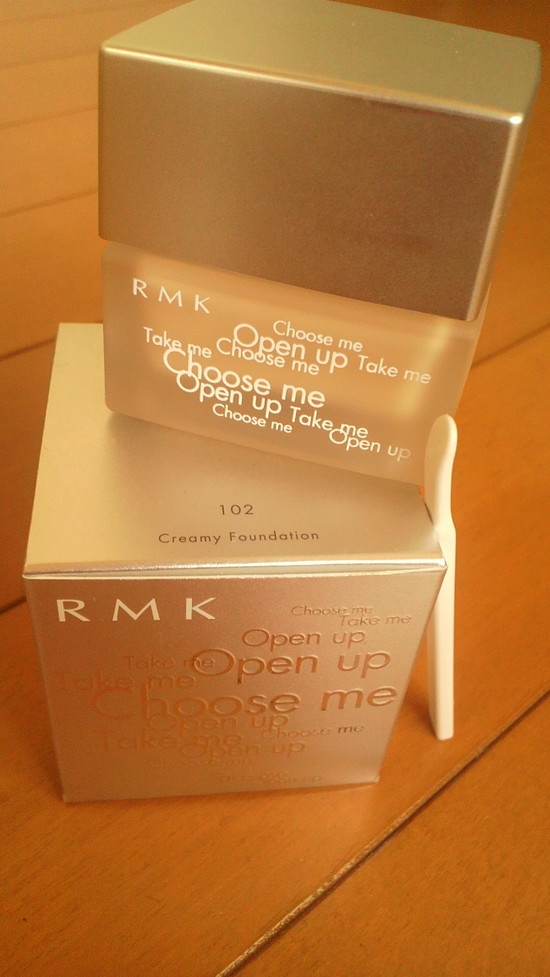 RMK
Choose me
Open up Take me
Take me Choose me
Choose me
Open up Take me
Choose me Open up
102
Creamy Foundation
RMK
Choose me
Take me
Open up
Take me Open up
Take me
Choose me
Open up Choose me
Take me Open up